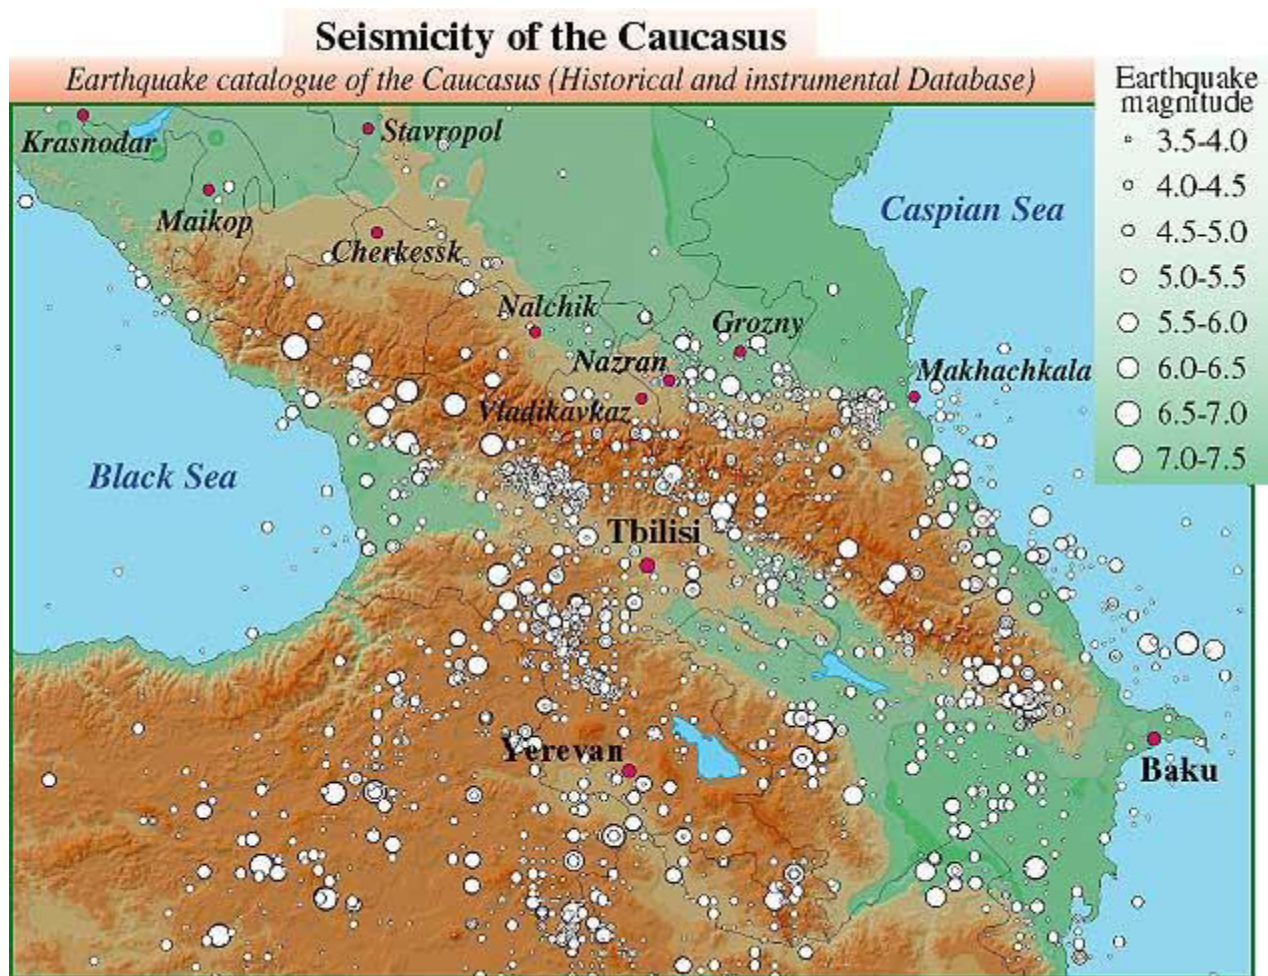 Seismicity of the Caucasus
Earthquake catalogue of the Caucasus (Historical and instrumental Database)
Earthquake
magnitude
3.5-4.0
4.0-4.5
4.5-5.0
5.0-5.5
5.5-6.0
6.0-6.5
6.5-7.0
7.0-7.5
Krasnodar
Stavropol
Maikop
Cherkessk
Caspian Sea
Nalchik
Grozny
Nazran
Makhachkala
Vladikavkaz
Black Sea
Tbilisi
Yerevan
Baku